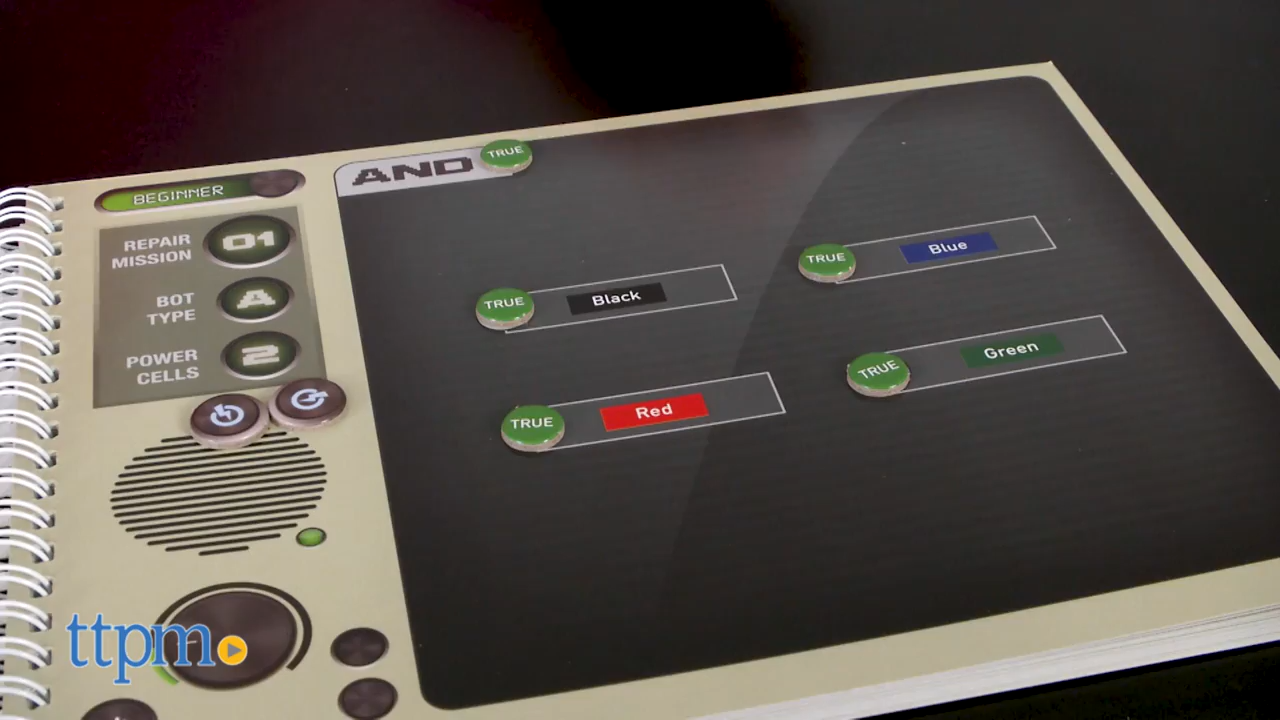 BEGINNER
REPAIR
MISSION
01
BOT
TYPE
A
POWER
CELLS
2
AND TRUE
TRUE Black
TRUE Blue
TRUE Red
TRUE Green
ttpm